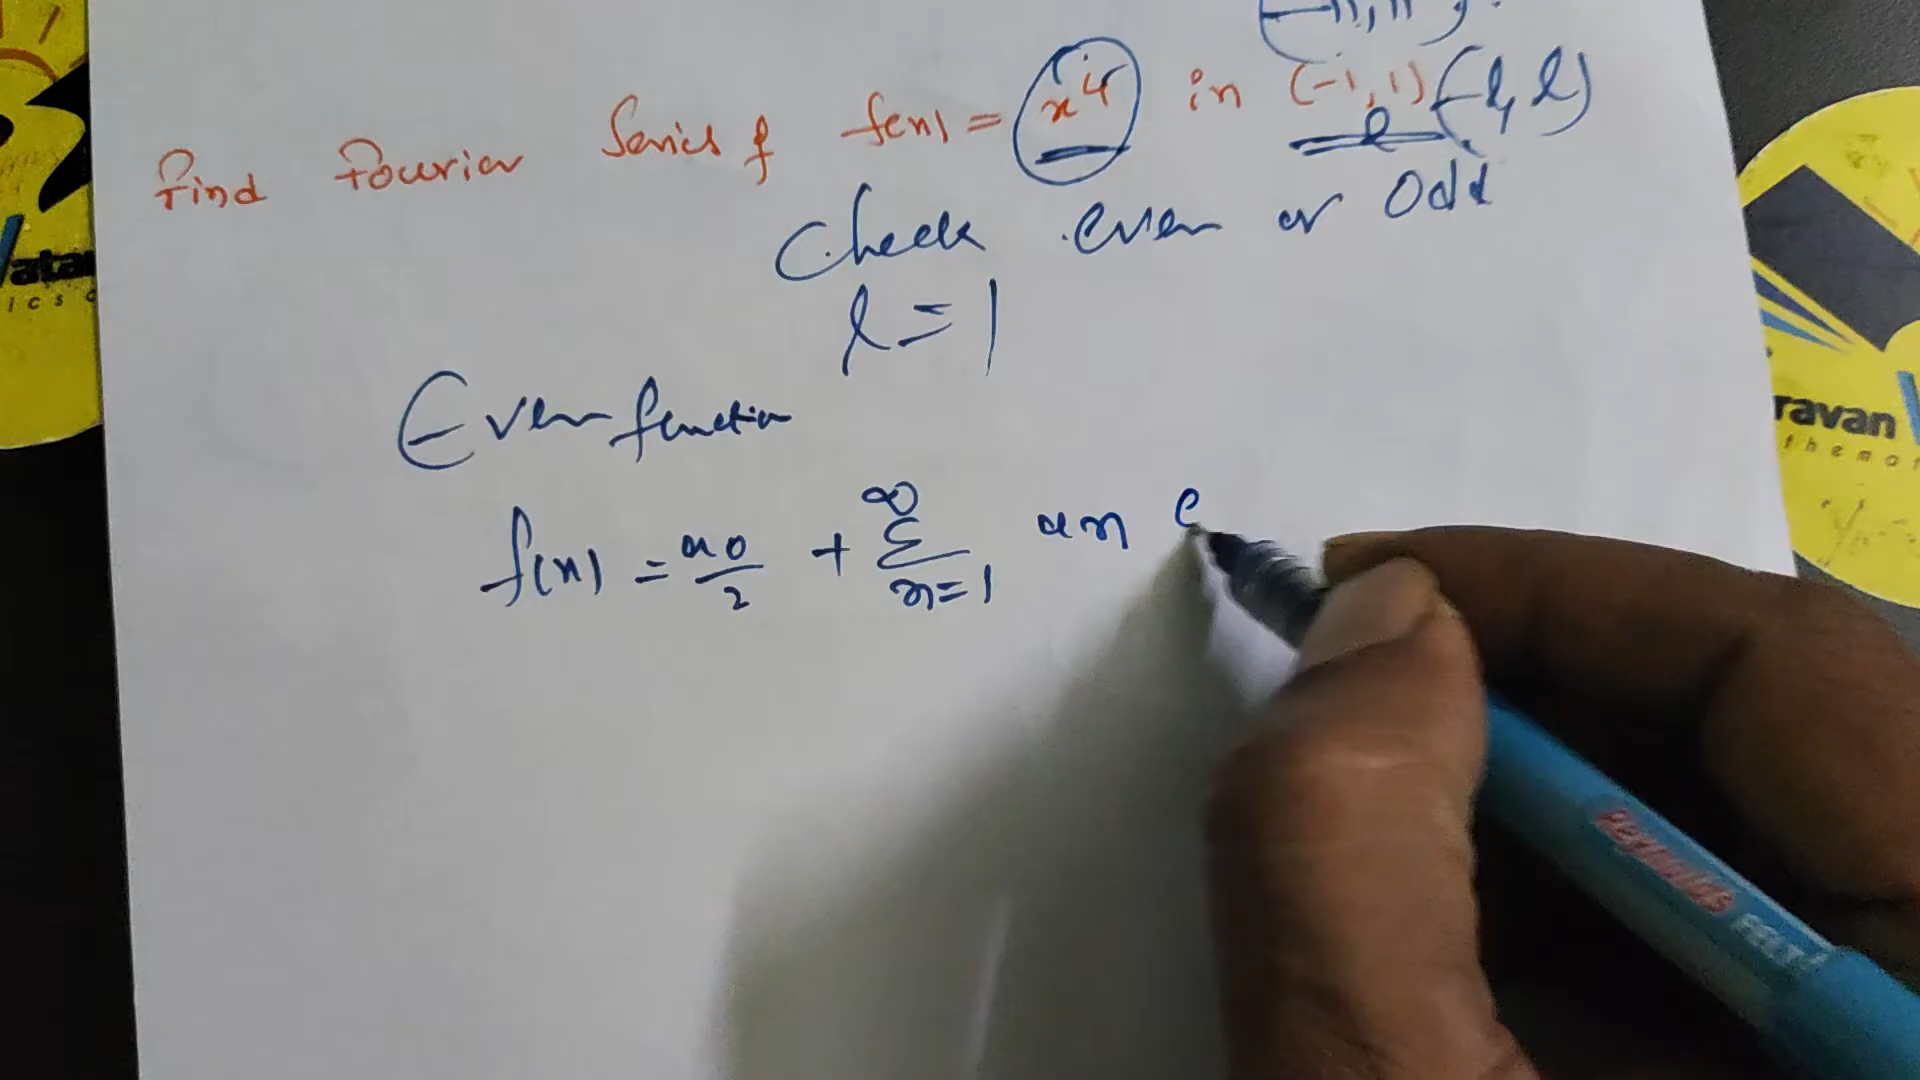 (-π, π).
Find Fourier Series of f(x) = x⁴ in (-1, 1) (-l, l)
Check even or Odd
l = 1
Even function
f(x) = a0/2 + ∞ Σ n=1 an c
ravan